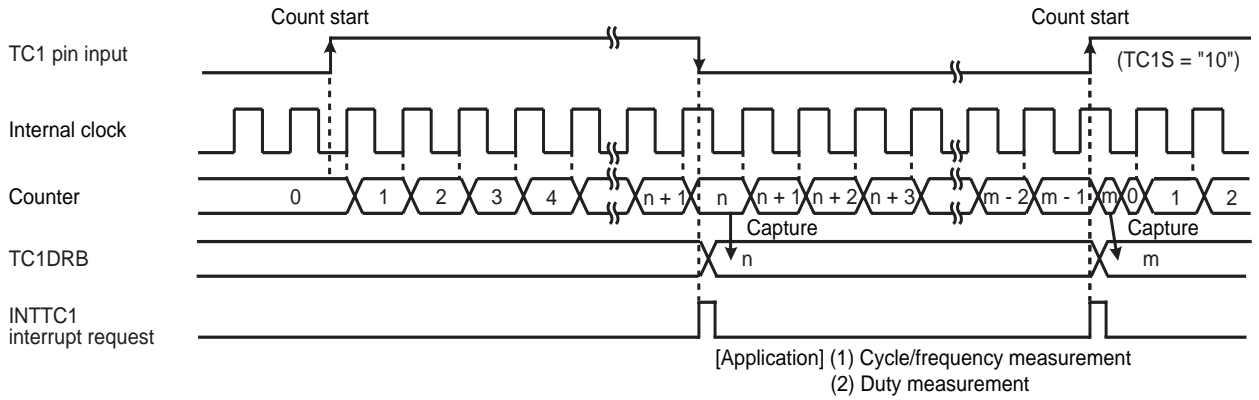 Count start Count start
TC1 pin input (TC1S = "10")
Internal clock
Counter 0 1 2 3 4 n + 1 n n + 1 n + 2 n + 3 m - 2 m - 1 m 0 1 2
Capture Capture
TC1DRB n m
INTTC1
interrupt request
[Application] (1) Cycle/frequency measurement
(2) Duty measurement